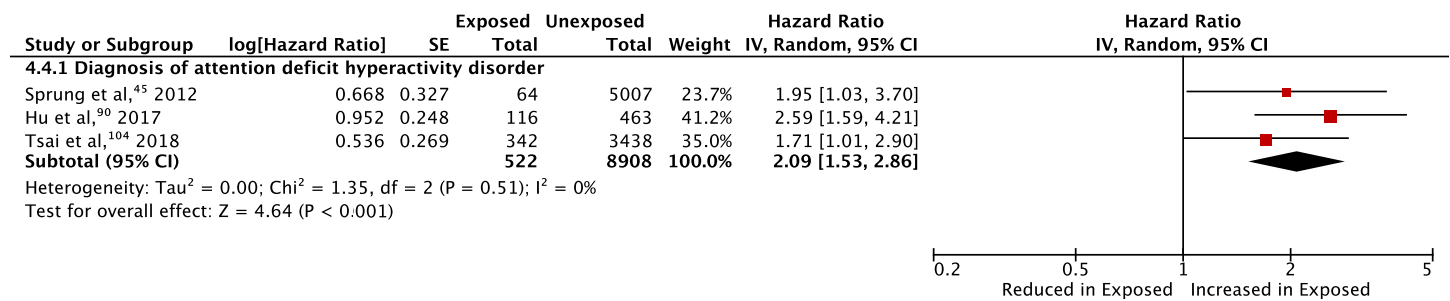 Exposed Unexposed Hazard Ratio Hazard Ratio
Study or Subgroup log[Hazard Ratio] SE Total Total Weight IV, Random, 95% CI IV, Random, 95% CI
4.4.1 Diagnosis of attention deficit hyperactivity disorder
Sprung et al,⁴⁵ 2012 0.668 0.327 64 5007 23.7% 1.95 [1.03, 3.70]
Hu et al,⁹⁰ 2017 0.952 0.248 116 463 41.2% 2.59 [1.59, 4.21]
Tsai et al,¹⁰⁴ 2018 0.536 0.269 342 3438 35.0% 1.71 [1.01, 2.90]
Subtotal (95% CI) 522 8908 100.0% 2.09 [1.53, 2.86]
Heterogeneity: Tau² = 0.00; Chi² = 1.35, df = 2 (P = 0.51); I² = 0%
Test for overall effect: Z = 4.64 (P < 0.001)
0.2 0.5 1 2 5
Reduced in Exposed Increased in Exposed